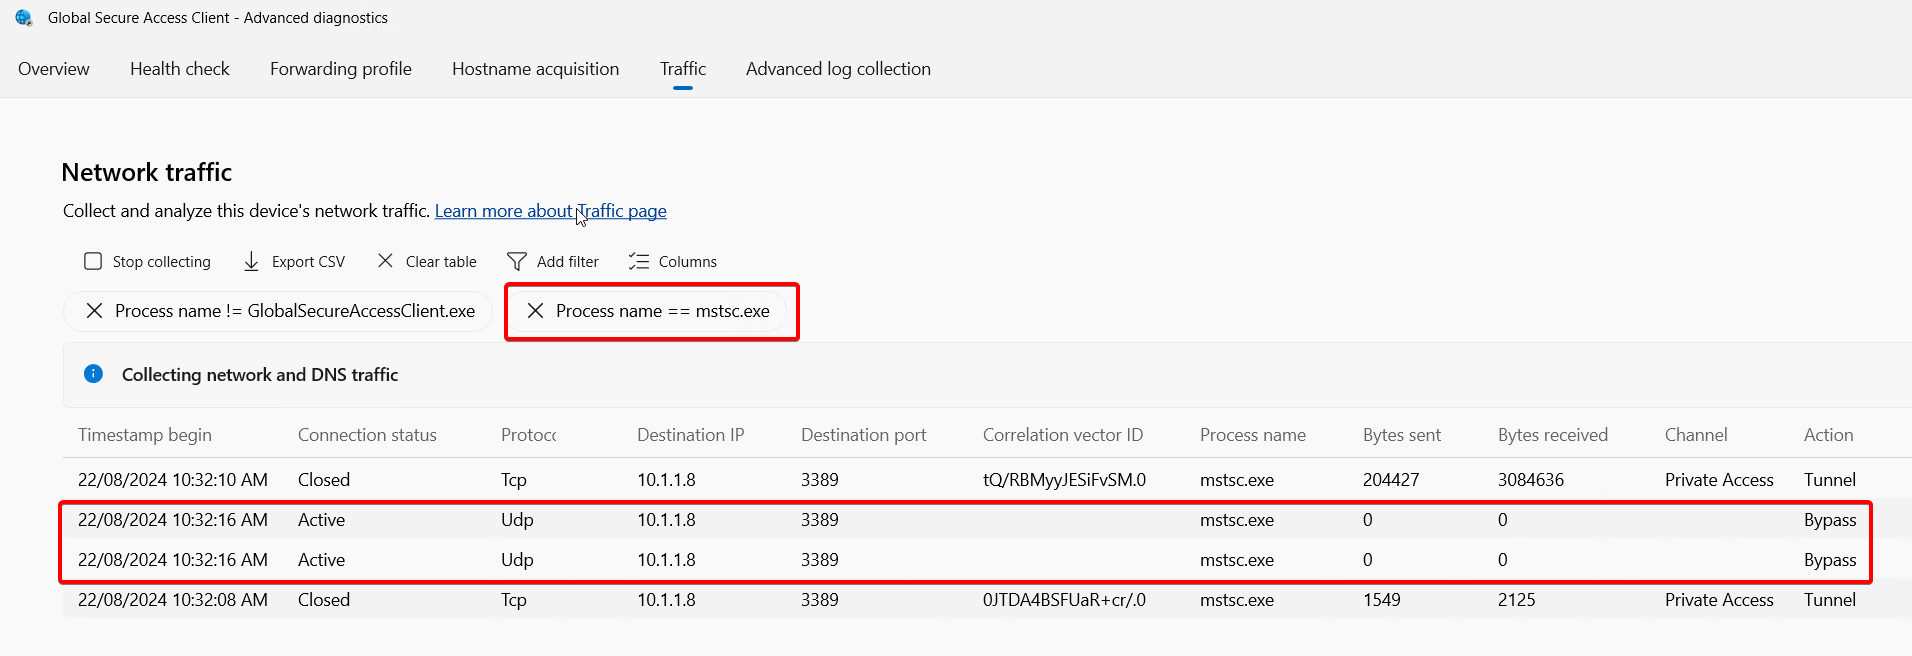 Global Secure Access Client - Advanced diagnostics
Overview Health check Forwarding profile Hostname acquisition Traffic Advanced log collection
Network traffic
Collect and analyze this device's network traffic. Learn more about Traffic page
Stop collecting Export CSV Clear table Add filter Columns
Process name != GlobalSecureAccessClient.exe Process name == mstsc.exe
Collecting network and DNS traffic
Timestamp begin Connection status Protoc Destination IP Destination port Correlation vector ID Process name Bytes sent Bytes received Channel Action
22/08/2024 10:32:10 AM Closed Tcp 10.1.1.8 3389 tQ/RBMyyJESiFvSM.0 mstsc.exe 204427 3084636 Private Access Tunnel
22/08/2024 10:32:16 AM Active Udp 10.1.1.8 3389 mstsc.exe 0 0 Bypass
22/08/2024 10:32:16 AM Active Udp 10.1.1.8 3389 mstsc.exe 0 0 Bypass
22/08/2024 10:32:08 AM Closed Tcp 10.1.1.8 3389 0JTDA4BSFUaR+cr/.0 mstsc.exe 1549 2125 Private Access Tunnel